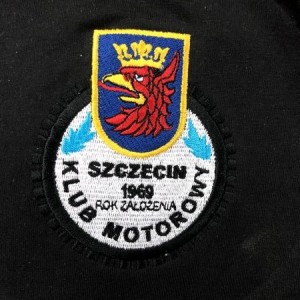 SZCZECIN
1969
ROK ZAŁOŻENIA
KLUB MOTOROWY